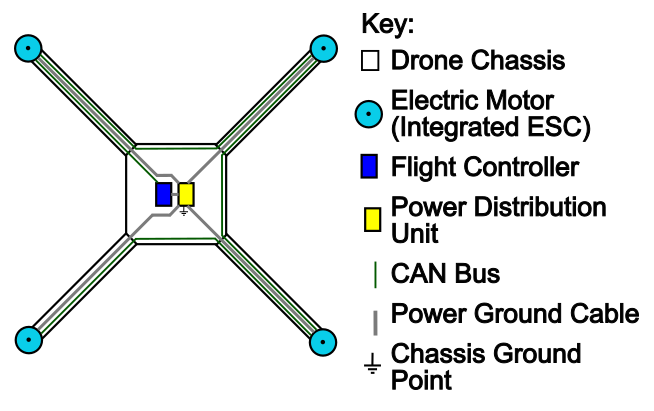 Key:
Drone Chassis
Electric Motor
(Integrated ESC)
Flight Controller
Power Distribution
Unit
CAN Bus
Power Ground Cable
Chassis Ground
Point